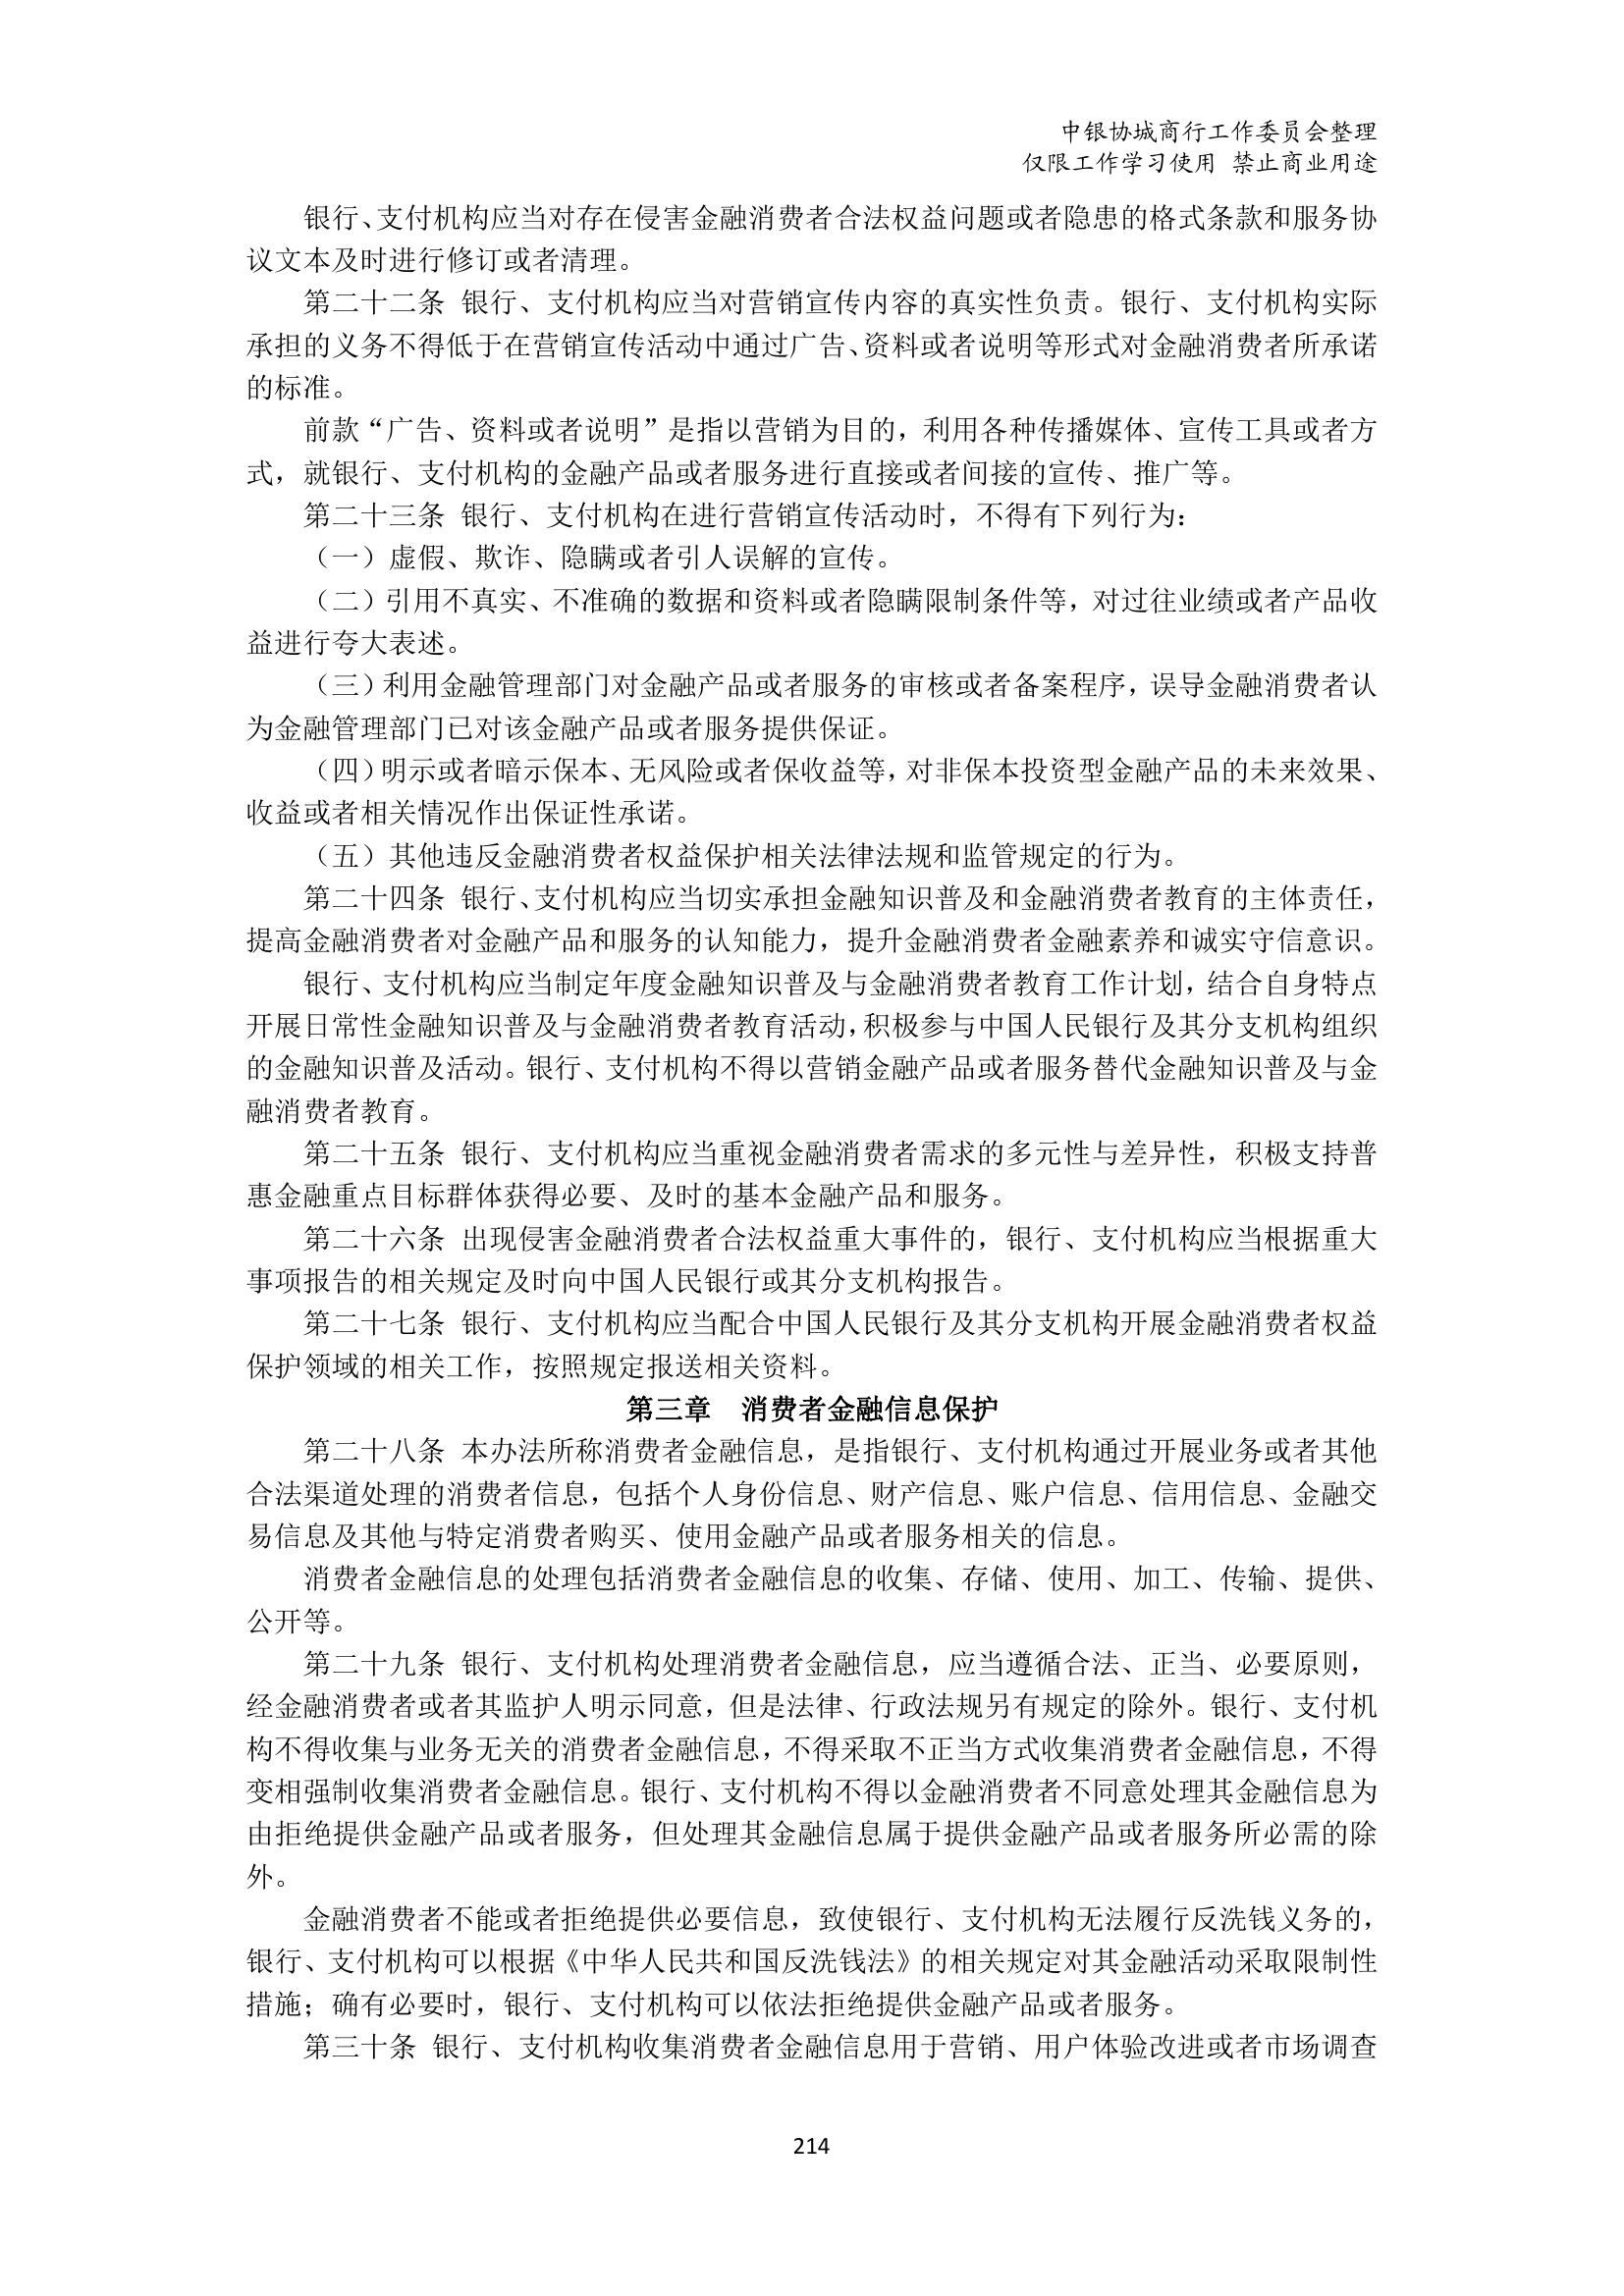 中银协城商行工作委员会整理
仅限工作学习使用 禁止商业用途
银行、支付机构应当对存在侵害金融消费者合法权益问题或者隐患的格式条款和服务协
议文本及时进行修订或者清理。
第二十二条 银行、支付机构应当对营销宣传内容的真实性负责。银行、支付机构实际
承担的义务不得低于在营销宣传活动中通过广告、资料或者说明等形式对金融消费者所承诺
的标准。
前款“广告、资料或者说明”是指以营销为目的，利用各种传播媒体、宣传工具或者方
式，就银行、支付机构的金融产品或者服务进行直接或者间接的宣传、推广等。
第二十三条 银行、支付机构在进行营销宣传活动时，不得有下列行为：
（一）虚假、欺诈、隐瞒或者引人误解的宣传。
（二）引用不真实、不准确的数据和资料或者隐瞒限制条件等，对过往业绩或者产品收
益进行夸大表述。
（三）利用金融管理部门对金融产品或者服务的审核或者备案程序，误导金融消费者认
为金融管理部门已对该金融产品或者服务提供保证。
（四）明示或者暗示保本、无风险或者保收益等，对非保本投资型金融产品的未来效果、
收益或者相关情况作出保证性承诺。
（五）其他违反金融消费者权益保护相关法律法规和监管规定的行为。
第二十四条 银行、支付机构应当切实承担金融知识普及和金融消费者教育的主体责任，
提高金融消费者对金融产品和服务的认知能力，提升金融消费者金融素养和诚实守信意识。
银行、支付机构应当制定年度金融知识普及与金融消费者教育工作计划，结合自身特点
开展日常性金融知识普及与金融消费者教育活动，积极参与中国人民银行及其分支机构组织
的金融知识普及活动。银行、支付机构不得以营销金融产品或者服务替代金融知识普及与金
融消费者教育。
第二十五条 银行、支付机构应当重视金融消费者需求的多元性与差异性，积极支持普
惠金融重点目标群体获得必要、及时的基本金融产品和服务。
第二十六条 出现侵害金融消费者合法权益重大事件的，银行、支付机构应当根据重大
事项报告的相关规定及时向中国人民银行或其分支机构报告。
第二十七条 银行、支付机构应当配合中国人民银行及其分支机构开展金融消费者权益
保护领域的相关工作，按照规定报送相关资料。
第三章 消费者金融信息保护
第二十八条 本办法所称消费者金融信息，是指银行、支付机构通过开展业务或者其他
合法渠道处理的消费者信息，包括个人身份信息、财产信息、账户信息、信用信息、金融交
易信息及其他与特定消费者购买、使用金融产品或者服务相关的信息。
消费者金融信息的处理包括消费者金融信息的收集、存储、使用、加工、传输、提供、
公开等。
第二十九条 银行、支付机构处理消费者金融信息，应当遵循合法、正当、必要原则，
经金融消费者或者其监护人明示同意，但是法律、行政法规另有规定的除外。银行、支付机
构不得收集与业务无关的消费者金融信息，不得采取不正当方式收集消费者金融信息，不得
变相强制收集消费者金融信息。银行、支付机构不得以金融消费者不同意处理其金融信息为
由拒绝提供金融产品或者服务，但处理其金融信息属于提供金融产品或者服务所必需的除
外。
金融消费者不能或者拒绝提供必要信息，致使银行、支付机构无法履行反洗钱义务的，
银行、支付机构可以根据《中华人民共和国反洗钱法》的相关规定对其金融活动采取限制性
措施；确有必要时，银行、支付机构可以依法拒绝提供金融产品或者服务。
第三十条 银行、支付机构收集消费者金融信息用于营销、用户体验改进或者市场调查
214